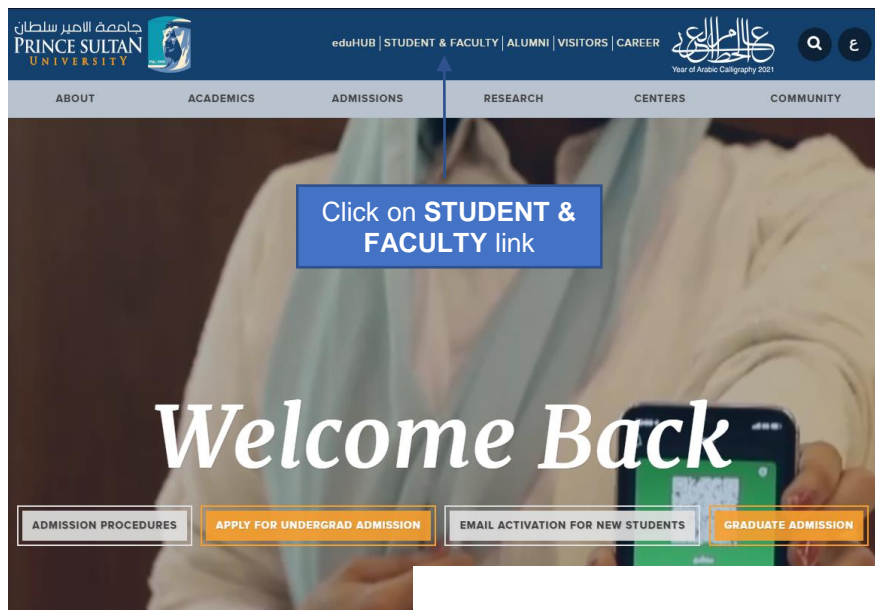 جامعة الأمير سلطان
PRINCE SULTAN
UNIVERSITY
eduHUB | STUDENT & FACULTY | ALUMNI | VISITORS | CAREER
Year of Arabic Calligraphy 2021
ع
ABOUT ACADEMICS ADMISSIONS RESEARCH CENTERS COMMUNITY
Click on STUDENT &
FACULTY link
Welcome Back
ADMISSION PROCEDURES APPLY FOR UNDERGRAD ADMISSION EMAIL ACTIVATION FOR NEW STUDENTS GRADUATE ADMISSION